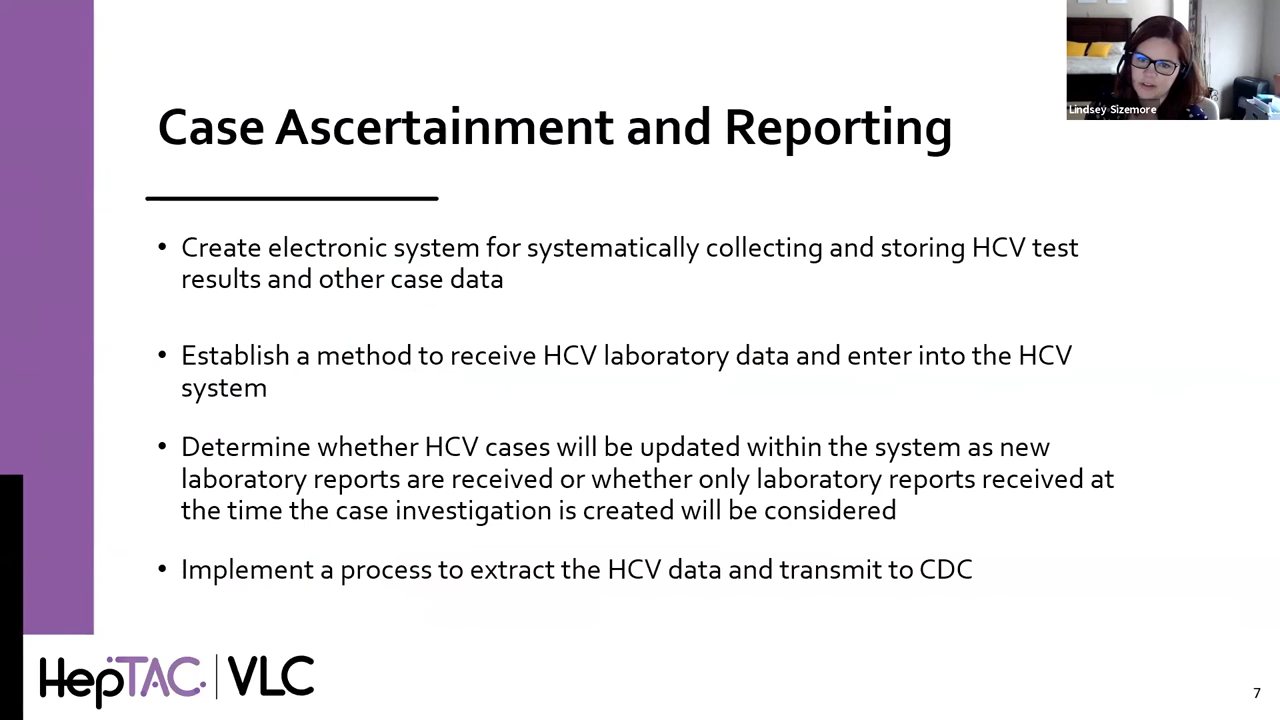 Lindsey Sizemore
Case Ascertainment and Reporting
• Create electronic system for systematically collecting and storing HCV test
results and other case data
• Establish a method to receive HCV laboratory data and enter into the HCV
system
• Determine whether HCV cases will be updated within the system as new
laboratory reports are received or whether only laboratory reports received at
the time the case investigation is created will be considered
• Implement a process to extract the HCV data and transmit to CDC
HepTAC | VLC
7